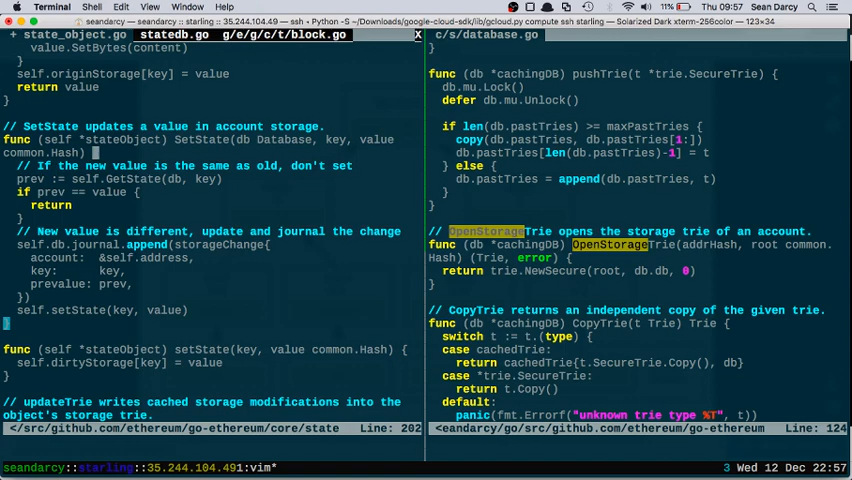 Terminal Shell Edit View Window Help 11% Thu 09:57 Sean Darcy
seandarcy — seandarcy :: starling :: 35.244.104.49 — ssh ‹ Python -S ~/Downloads/google-cloud-sdk/lib/gcloud.py compute ssh starling — Solarized Dark xterm-256color — 123×34
+ state_object.go statedb.go g/e/g/c/t/block.go X
value.SetBytes(content)
}
self.originStorage[key] = value
return value
}
// SetState updates a value in account storage.
func (self *stateObject) SetState(db Database, key, value
common.Hash) {
// If the new value is the same as old, don't set
prev := self.GetState(db, key)
if prev == value {
return
}
// New value is different, update and journal the change
self.db.journal.append(storageChange{
account: &self.address,
key: key,
prevalue: prev,
})
self.setState(key, value)
}
func (self *stateObject) setState(key, value common.Hash) {
self.dirtyStorage[key] = value
}
// updateTrie writes cached storage modifications into the
object's storage trie.
</src/github.com/ethereum/go-ethereum/core/state Line: 202
c/s/database.go
}
func (db *cachingDB) pushTrie(t *trie.SecureTrie) {
db.mu.Lock()
defer db.mu.Unlock()
if len(db.pastTries) >= maxPastTries {
copy(db.pastTries, db.pastTries[1:])
db.pastTries[len(db.pastTries)-1] = t
} else {
db.pastTries = append(db.pastTries, t)
}
}
// OpenStorageTrie opens the storage trie of an account.
func (db *cachingDB) OpenStorageTrie(addrHash, root common.
Hash) (Trie, error) {
return trie.NewSecure(root, db.db, 0)
}
// CopyTrie returns an independent copy of the given trie.
func (db *cachingDB) CopyTrie(t Trie) Trie {
switch t := t.(type) {
case cachedTrie:
return cachedTrie{t.SecureTrie.Copy(), db}
case *trie.SecureTrie:
return t.Copy()
default:
panic(fmt.Errorf("unknown trie type %T", t))
<eandarcy/go/src/github.com/ethereum/go-ethereum Line: 124
seandarcy::starling::35.244.104.491:vim* 3 Wed 12 Dec 22:57